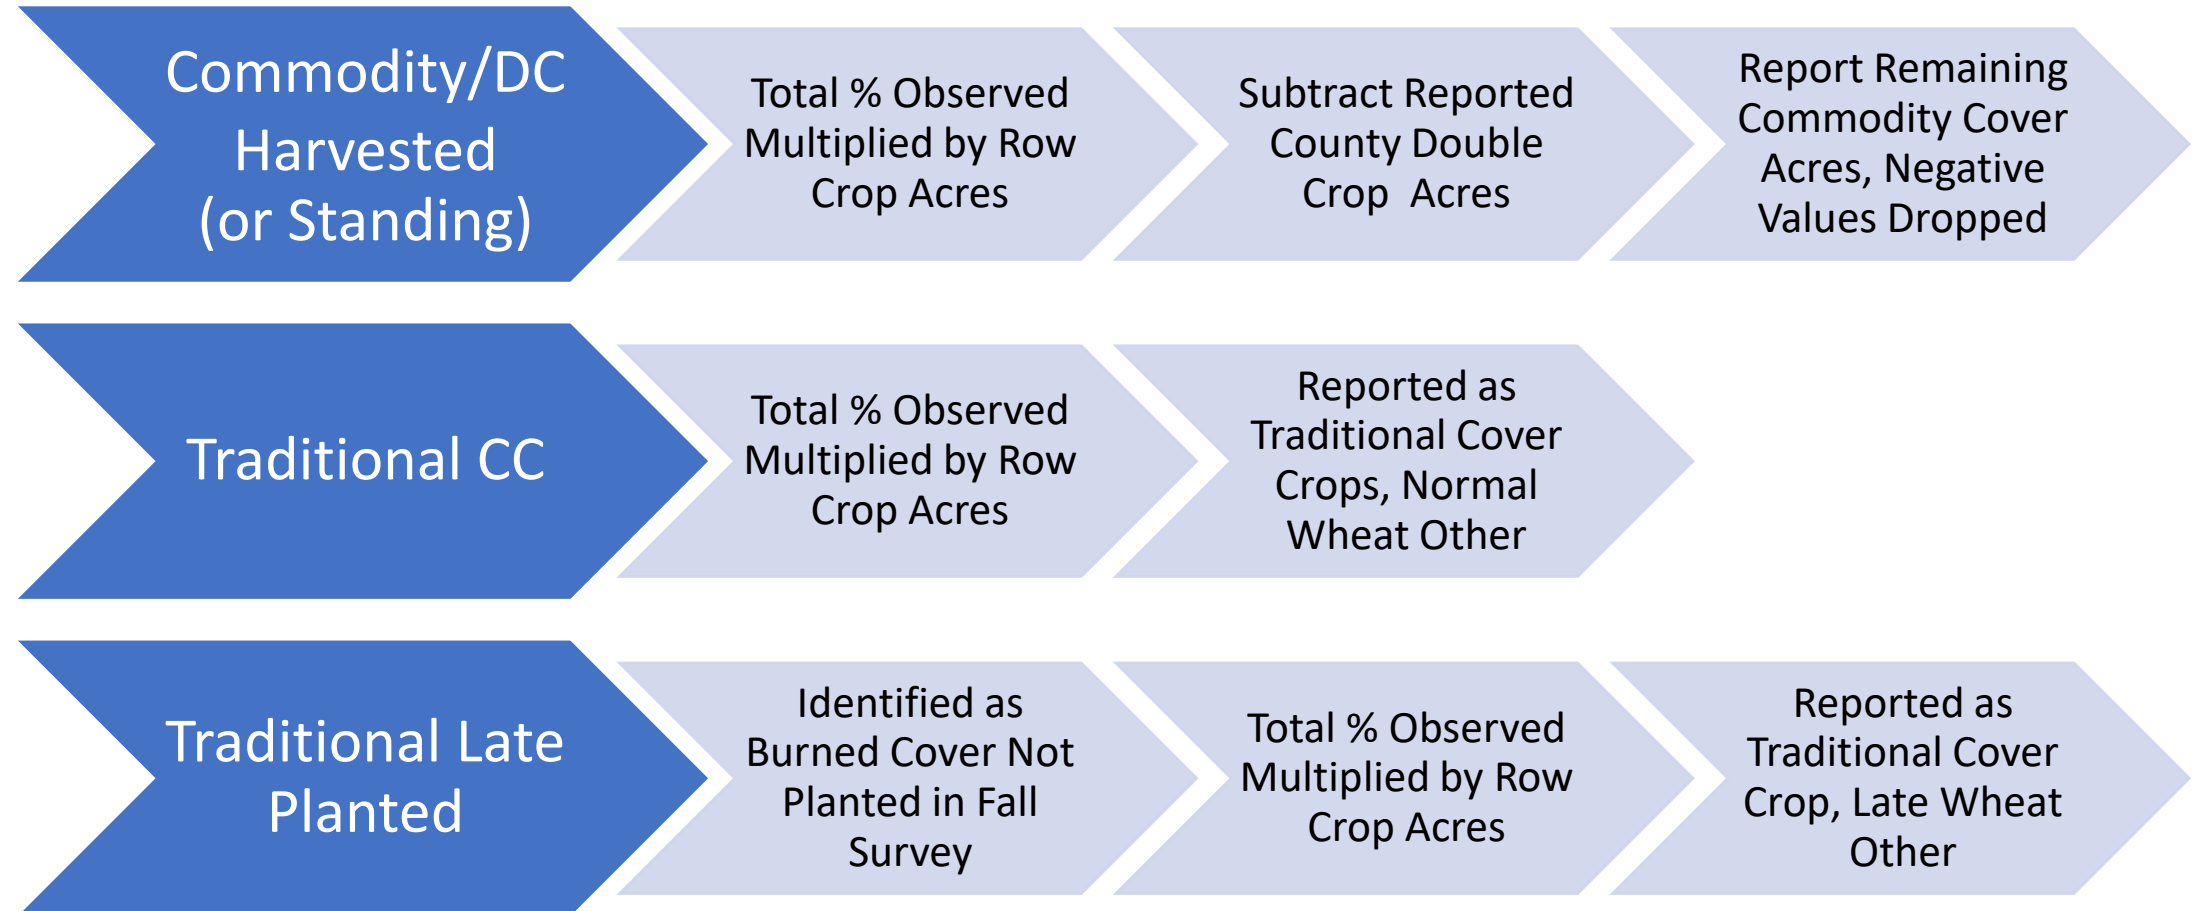 Commodity/DC
Harvested
(or Standing)
Total % Observed
Multiplied by Row
Crop Acres
Subtract Reported
County Double
Crop Acres
Report Remaining
Commodity Cover
Acres, Negative
Values Dropped
Traditional CC
Total % Observed
Multiplied by Row
Crop Acres
Reported as
Traditional Cover
Crops, Normal
Wheat Other
Traditional Late
Planted
Identified as
Burned Cover Not
Planted in Fall
Survey
Total % Observed
Multiplied by Row
Crop Acres
Reported as
Traditional Cover
Crop, Late Wheat
Other